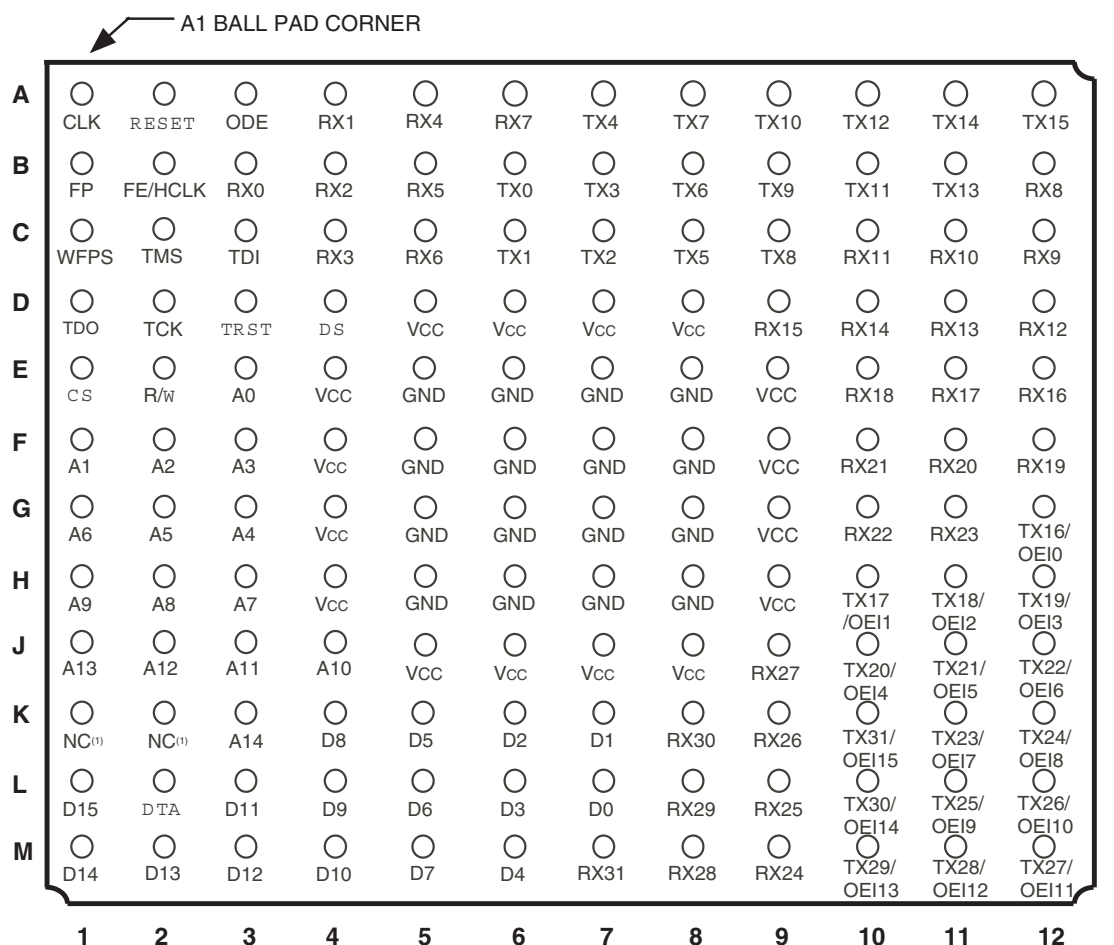 A1 BALL PAD CORNER
A
CLK RESET ODE RX1 RX4 RX7 TX4 TX7 TX10 TX12 TX14 TX15
B
FP FE/HCLK RX0 RX2 RX5 TX0 TX3 TX6 TX9 TX11 TX13 RX8
C
WFPS TMS TDI RX3 RX6 TX1 TX2 TX5 TX8 RX11 RX10 RX9
D
TDO TCK TRST DS VCC VCC VCC VCC RX15 RX14 RX13 RX12
E
CS R/W A0 VCC GND GND GND GND VCC RX18 RX17 RX16
F
A1 A2 A3 VCC GND GND GND GND VCC RX21 RX20 RX19
G
A6 A5 A4 VCC GND GND GND GND VCC RX22 RX23 TX16/
OEI0
H
A9 A8 A7 VCC GND GND GND GND VCC TX17 TX18/ TX19/
/OEI1 OEI2 OEI3
J
A13 A12 A11 A10 VCC VCC VCC VCC RX27 TX20/ TX21/ TX22/
OEI4 OEI5 OEI6
K
NC(1) NC(1) A14 D8 D5 D2 D1 RX30 RX26 TX31/ TX23/ TX24/
OEI15 OEI7 OEI8
L
D15 DTA D11 D9 D6 D3 D0 RX29 RX25 TX30/ TX25/ TX26/
OEI14 OEI9 OEI10
M
D14 D13 D12 D10 D7 D4 RX31 RX28 RX24 TX29/ TX28/ TX27/
OEI13 OEI12 OEI11
1 2 3 4 5 6 7 8 9 10 11 12